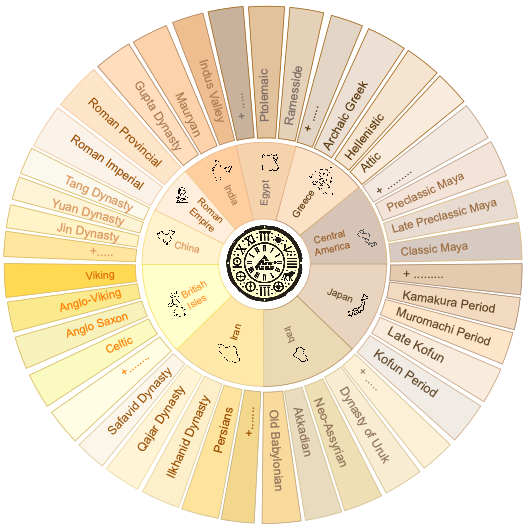 Ptolemaic
Ramesside
+ .....
Archaic Greek
Hellenistic
Attic
+ .........
Preclassic Maya
Late Preclassic Maya
Classic Maya
+ .........
Kamakura Period
Muromachi Period
Late Kofun
Kofun Period
+ .....
Dynasty of Uruk
Neo-Assyrian
Akkadian
Old Babylonian
+.......
Persians
Ilkhanid Dynasty
Qajar Dynasty
Safavid Dynasty
+........
Celtic
Anglo Saxon
Anglo-Viking
Viking
+.....
Jin Dynasty
Yuan Dynasty
Tang Dynasty
Roman Imperial
Roman Provincial
Gupta Dynasty
Mauryan
Indus Valley
+ .....
Egypt
Greece
Central
America
Japan
Iraq
Iran
British
Isles
China
Roman
Empire
India